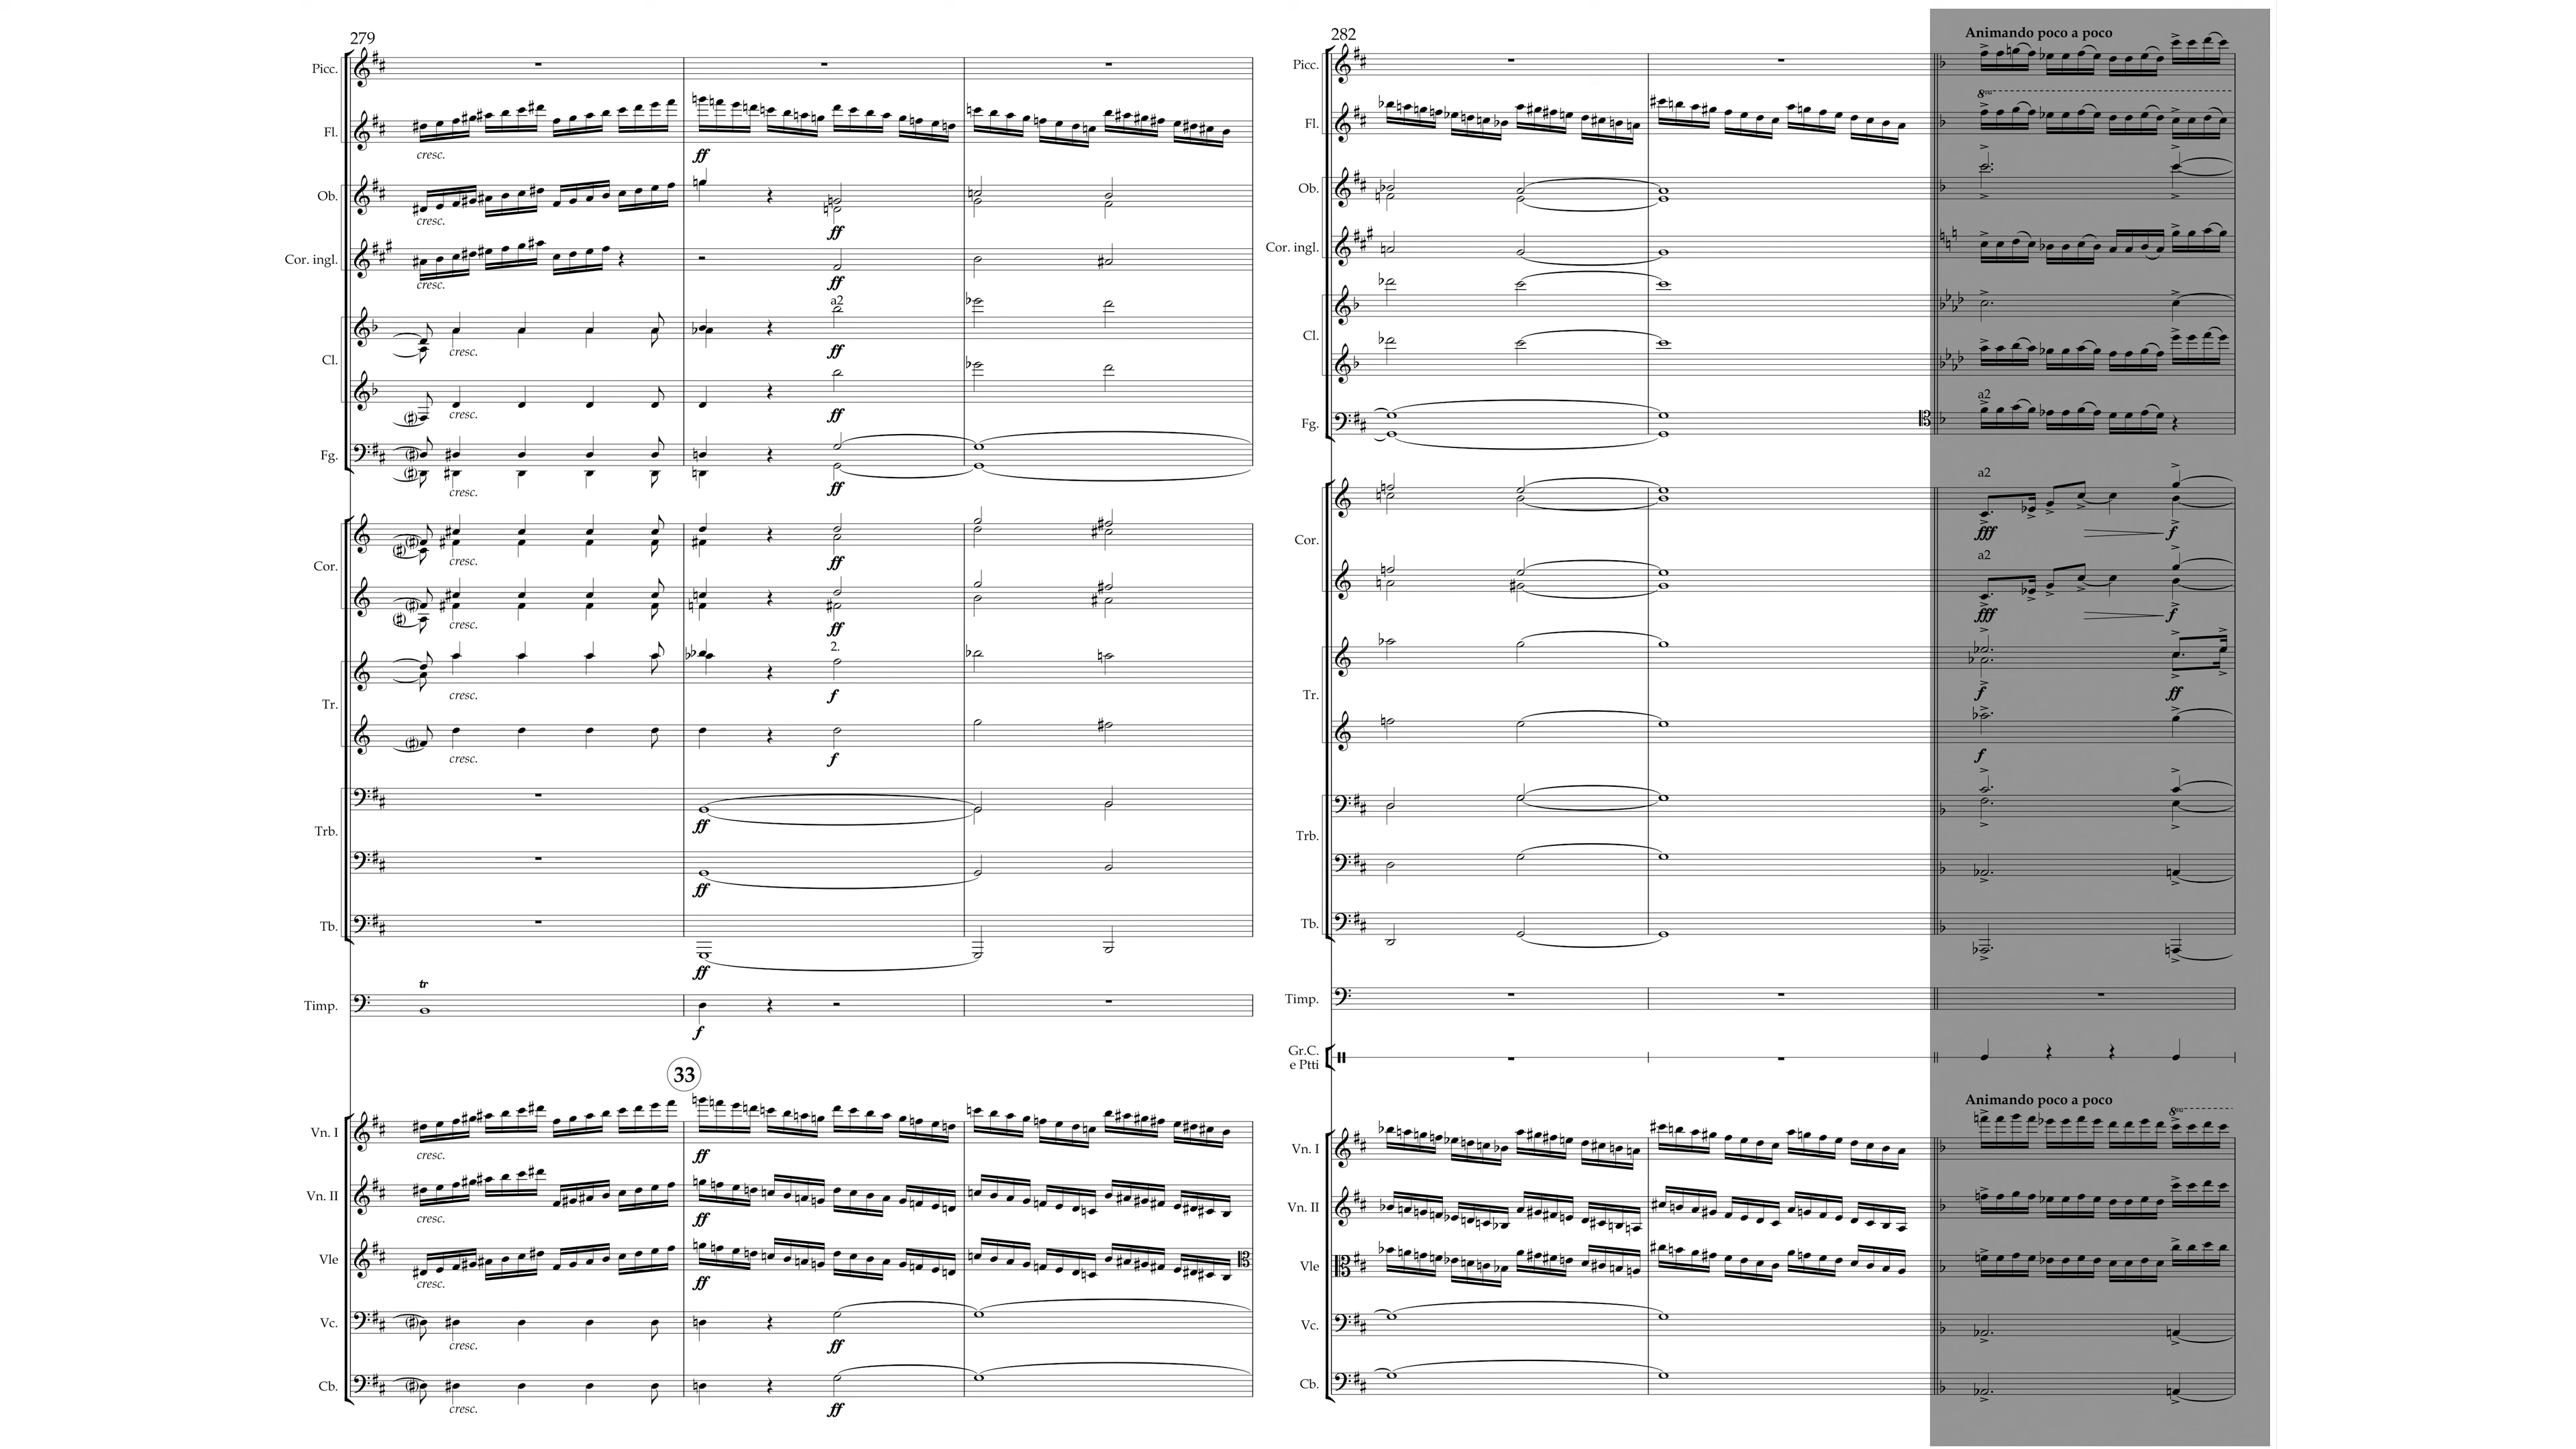 279
Picc.
Fl.
cresc.
ff
Ob.
cresc.
ff
Cor. ingl.
cresc.
ff
a2
cresc.
ff
Cl.
cresc.
ff
Fg.
cresc.
ff
cresc.
ff
Cor.
cresc.
ff
2.
cresc.
f
Tr.
cresc.
f
ff
Trb.
ff
Tb.
ff
tr
Timp.
f
33
Vn. I
cresc.
ff
Vn. II
cresc.
ff
Vle
cresc.
ff
Vc.
cresc.
ff
Cb.
cresc.
ff
282
Animando poco a poco
Picc.
8va
Fl.
Ob.
Cor. ingl.
Cl.
a2
Fg.
a2
fff
f
Cor.
a2
fff
f
f
ff
Tr.
f
Trb.
Tb.
Timp.
Gr.C.
e Ptti
Animando poco a poco
8va
Vn. I
Vn. II
Vle
Vc.
Cb.